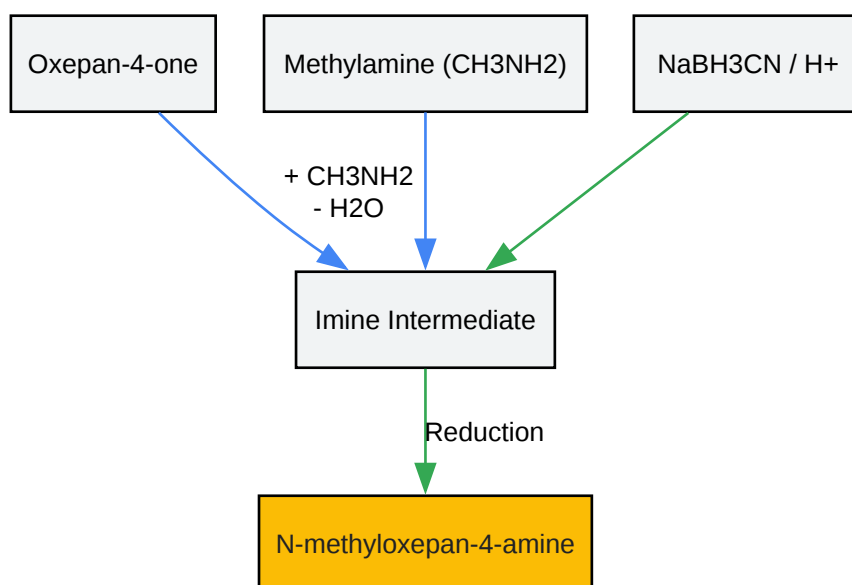 Oxepan-4-one
Methylamine (CH3NH2)
NaBH3CN / H+
+ CH3NH2
- H2O
Imine Intermediate
Reduction
N-methyloxepan-4-amine